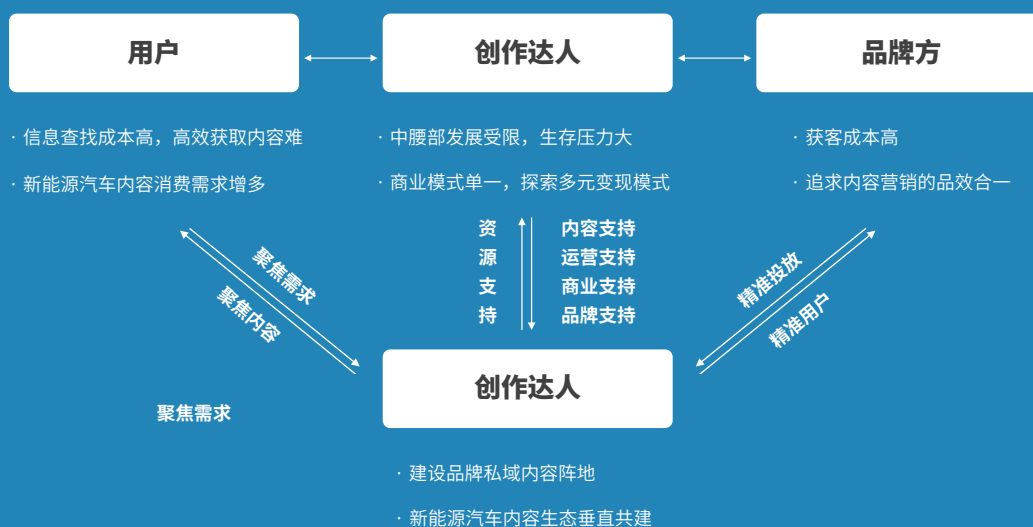 用户
创作达人
品牌方
· 信息查找成本高，高效获取内容难
· 新能源汽车内容消费需求增多
· 中腰部发展受限，生存压力大
· 商业模式单一，探索多元变现模式
· 获客成本高
· 追求内容营销的品效合一
聚焦需求
聚焦内容
资
源
支
持
内容支持
运营支持
商业支持
品牌支持
精准投放
精准用户
创作达人
聚焦需求
· 建设品牌私域内容阵地
· 新能源汽车内容生态垂直共建